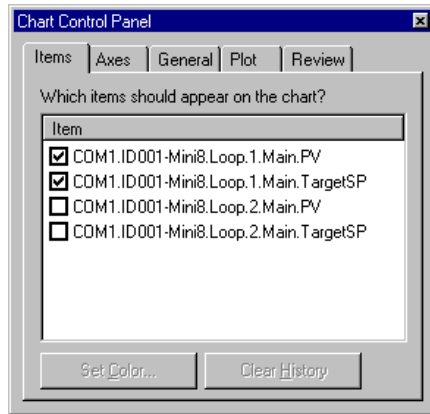 Chart Control Panel
Items Axes General Plot Review
Which items should appear on the chart?
Item
COM1.ID001-Mini8.Loop.1.Main.PV
COM1.ID001-Mini8.Loop.1.Main.TargetSP
COM1.ID001-Mini8.Loop.2.Main.PV
COM1.ID001-Mini8.Loop.2.Main.TargetSP
Set Color... Clear History